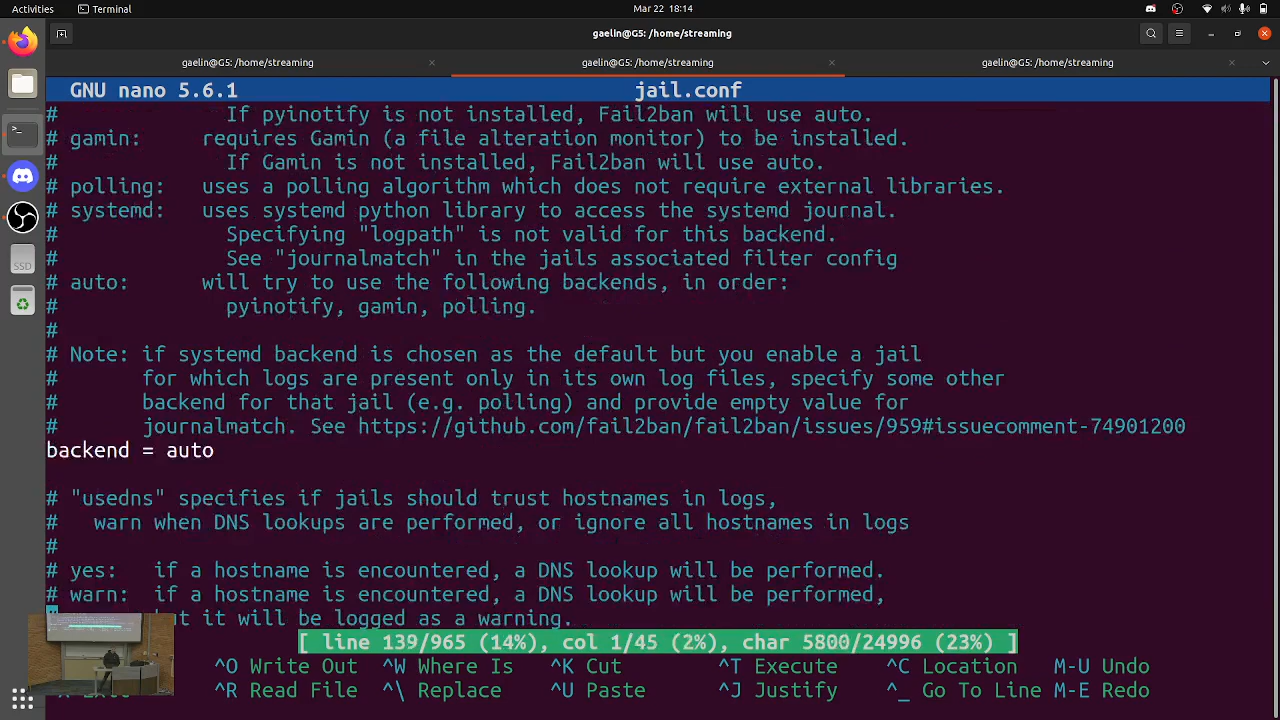 Activities Terminal Mar 22 18:14
gaelin@G5: /home/streaming
gaelin@G5: /home/streaming gaelin@G5: /home/streaming gaelin@G5: /home/streaming
GNU nano 5.6.1 jail.conf
# If pyinotify is not installed, Fail2ban will use auto.
# gamin: requires Gamin (a file alteration monitor) to be installed.
# If Gamin is not installed, Fail2ban will use auto.
# polling: uses a polling algorithm which does not require external libraries.
# systemd: uses systemd python library to access the systemd journal.
# Specifying "logpath" is not valid for this backend.
# See "journalmatch" in the jails associated filter config
# auto: will try to use the following backends, in order:
# pyinotify, gamin, polling.
#
# Note: if systemd backend is chosen as the default but you enable a jail
# for which logs are present only in its own log files, specify some other
# backend for that jail (e.g. polling) and provide empty value for
# journalmatch. See https://github.com/fail2ban/fail2ban/issues/959#issuecomment-74901200
backend = auto
# "usedns" specifies if jails should trust hostnames in logs,
# warn when DNS lookups are performed, or ignore all hostnames in logs
#
# yes: if a hostname is encountered, a DNS lookup will be performed.
# warn: if a hostname is encountered, a DNS lookup will be performed,
it will be logged as a warning.
[ line 139/965 (14%), col 1/45 (2%), char 5800/24996 (23%) ]
^O Write Out ^W Where Is ^K Cut ^T Execute ^C Location M-U Undo
^R Read File ^\ Replace ^U Paste ^J Justify ^_ Go To Line M-E Redo
SSD